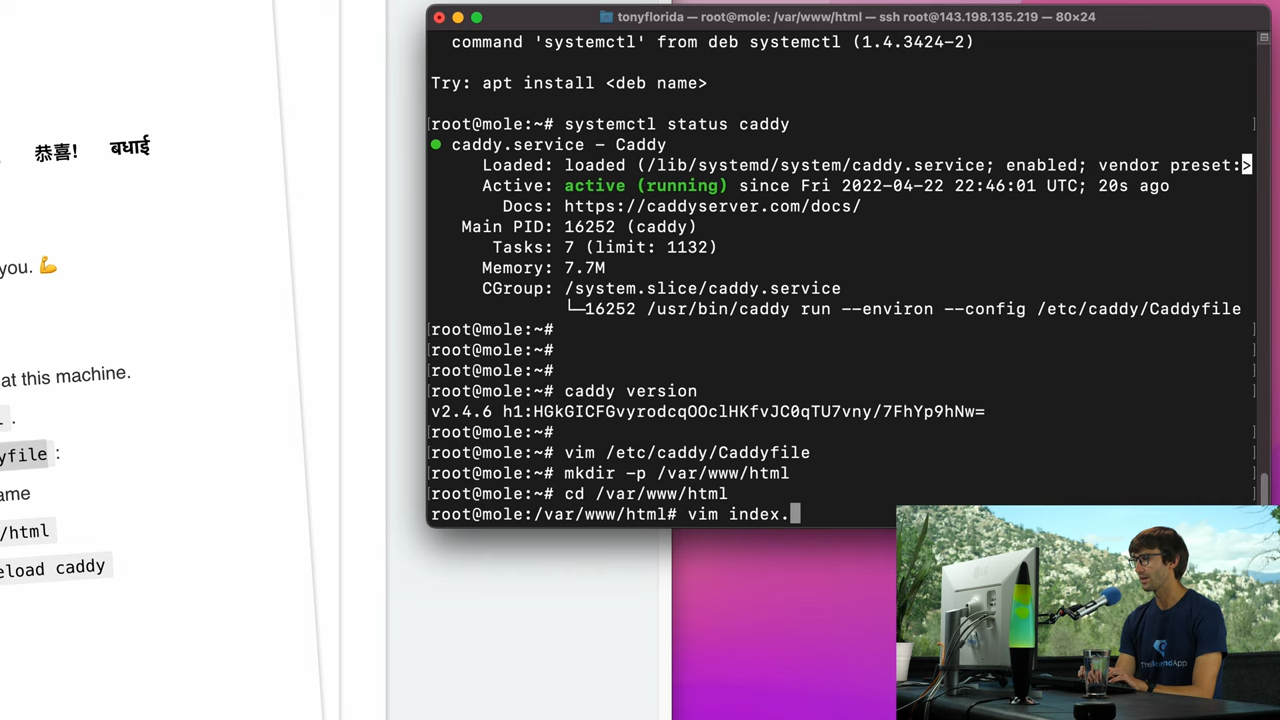 恭喜! बधाई
you. 💪
at this machine.
.
yfile :
ame
/html
eload caddy
tonyflorida — root@mole: /var/www/html — ssh root@143.198.135.219 — 80×24
command 'systemctl' from deb systemctl (1.4.3424-2)
Try: apt install <deb name>
[root@mole:~# systemctl status caddy ]
● caddy.service - Caddy
Loaded: loaded (/lib/systemd/system/caddy.service; enabled; vendor preset:>
Active: active (running) since Fri 2022-04-22 22:46:01 UTC; 20s ago
Docs: https://caddyserver.com/docs/
Main PID: 16252 (caddy)
Tasks: 7 (limit: 1132)
Memory: 7.7M
CGroup: /system.slice/caddy.service
└─16252 /usr/bin/caddy run --environ --config /etc/caddy/Caddyfile
[root@mole:~# ]
[root@mole:~# ]
[root@mole:~# ]
[root@mole:~# caddy version ]
v2.4.6 h1:HGkGICFGvyrodcqOOclHKfvJC0qTU7vny/7FhYp9hNw=
[root@mole:~# ]
[root@mole:~# vim /etc/caddy/Caddyfile ]
[root@mole:~# mkdir -p /var/www/html ]
[root@mole:~# cd /var/www/html ]
root@mole:/var/www/html# vim index.
LG